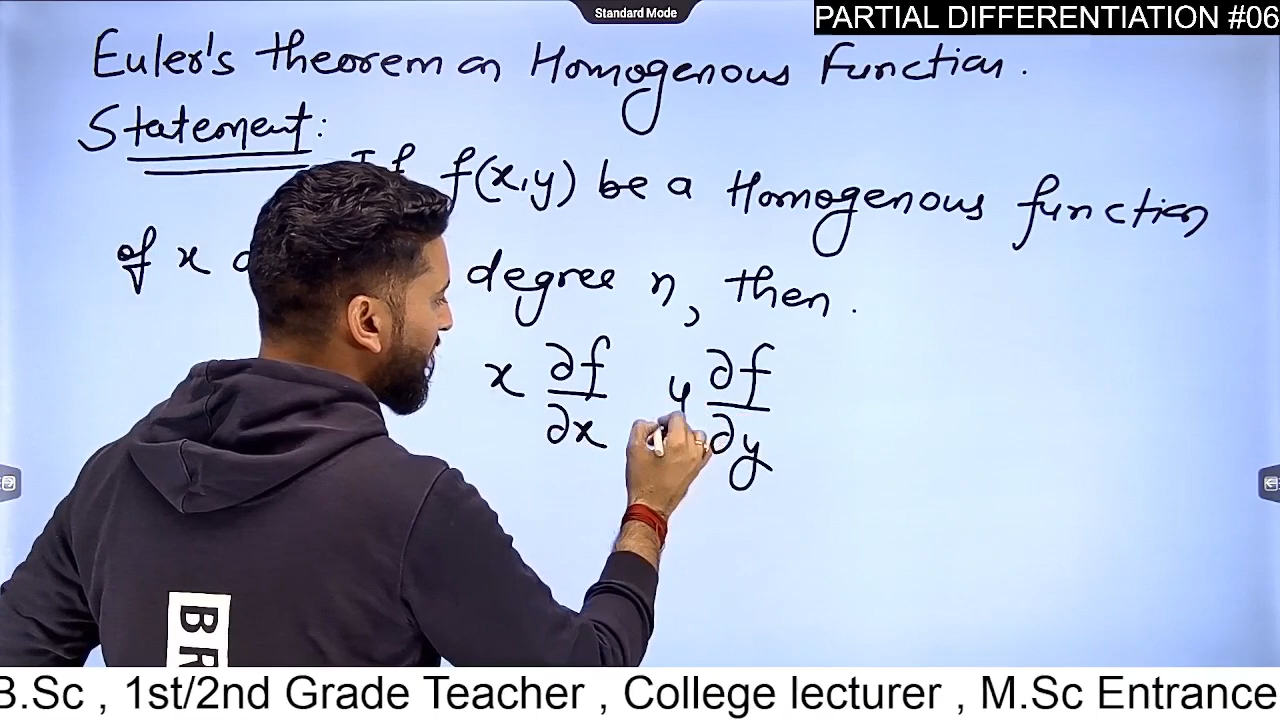 Standard Mode
PARTIAL DIFFERENTIATION #06
Euler's theorem on Homogenous Function.
Statement:
If f(x,y) be a Homogenous function
of x degree n, then.
x ∂f/∂x y ∂f/∂y
BR
B.Sc , 1st/2nd Grade Teacher , College lecturer , M.Sc Entrance